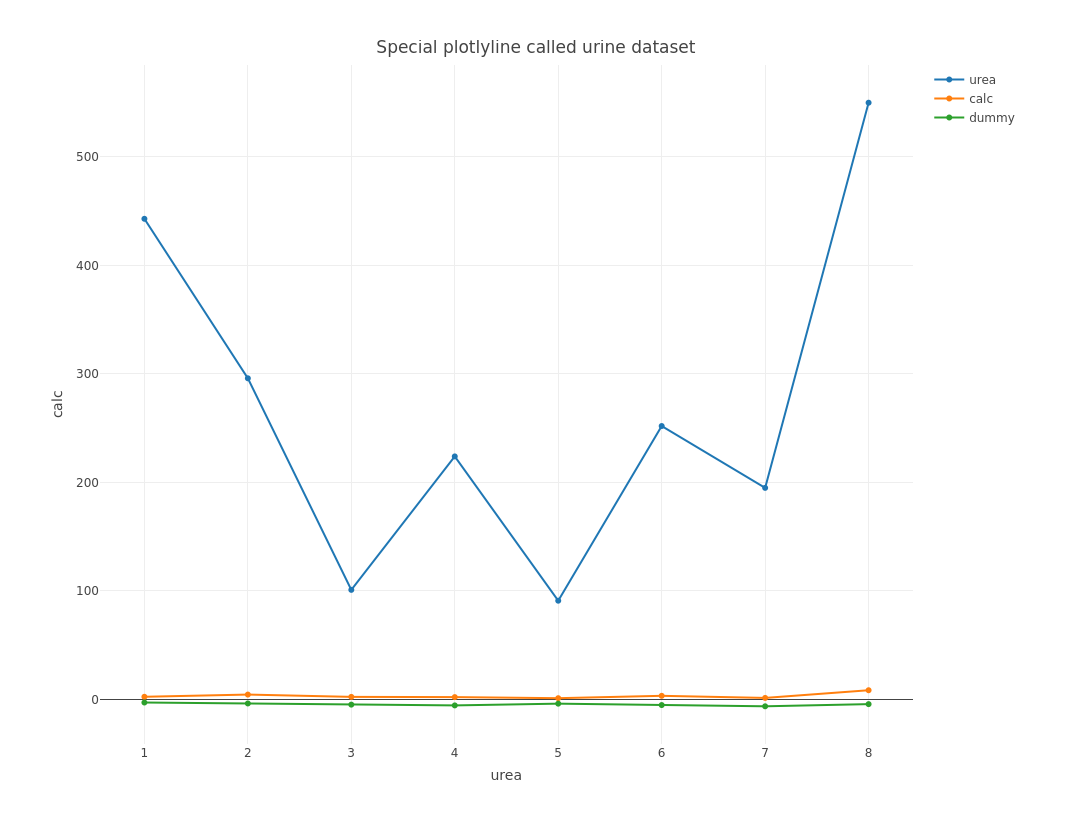 Special plotlyline called urine dataset
urea
calc
dummy
500
400
300
200
100
0
calc
1 2 3 4 5 6 7 8
urea